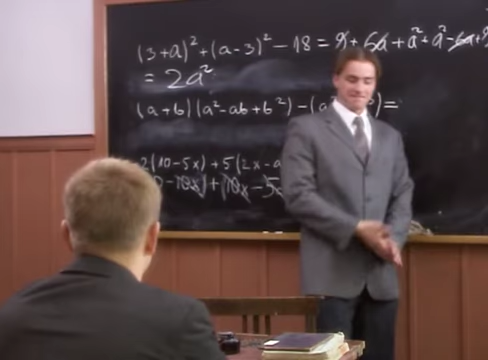 (3+a)²+(a-3)²-18=9+6a+a²+a²-6a+9
=2a²
(a+b)(a²-ab+b²)-(a
)=
2(10-5x)+5(2x-a
-10x)+(10x-5